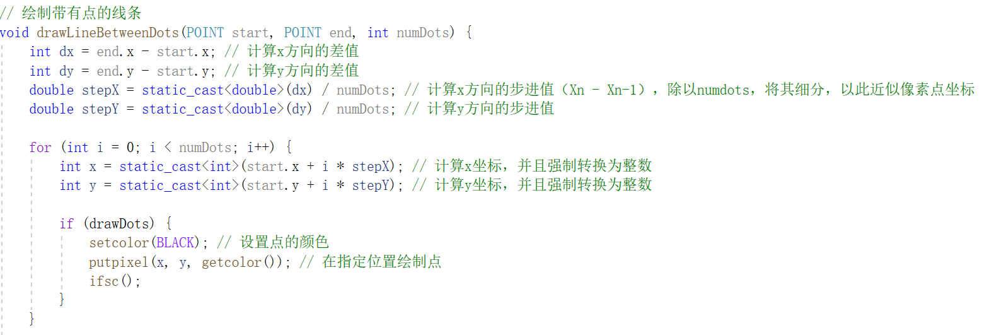 // 绘制带有点的线条
void drawLineBetweenDots(POINT start, POINT end, int numDots) {
int dx = end.x - start.x; // 计算x方向的差值
int dy = end.y - start.y; // 计算y方向的差值
double stepX = static_cast<double>(dx) / numDots; // 计算x方向的步进值（Xn - Xn-1），除以numdots，将其细分，以此近似像素点坐标
double stepY = static_cast<double>(dy) / numDots; // 计算y方向的步进值
for (int i = 0; i < numDots; i++) {
int x = static_cast<int>(start.x + i * stepX); // 计算x坐标，并且强制转换为整数
int y = static_cast<int>(start.y + i * stepY); // 计算y坐标，并且强制转换为整数
if (drawDots) {
setcolor(BLACK); // 设置点的颜色
putpixel(x, y, getcolor()); // 在指定位置绘制点
ifsc();
}
}